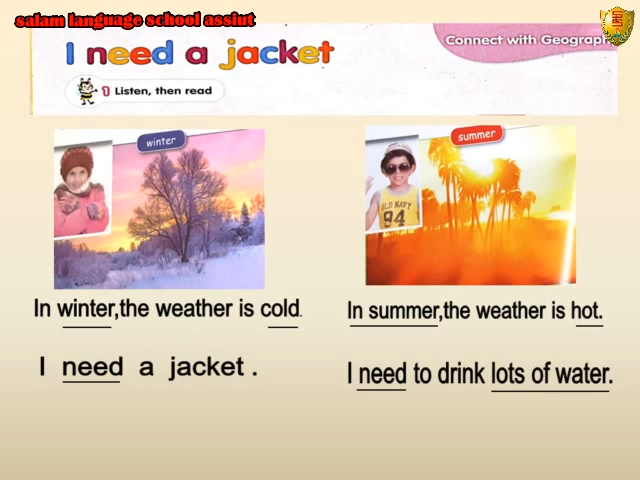 salam language school assiut
I need a jacket
Connect with Geograph
1 Listen, then read
winter
summer
OLD NAVY
94
In winter,the weather is cold.
In summer,the weather is hot.
I need a jacket .
I need to drink lots of water.